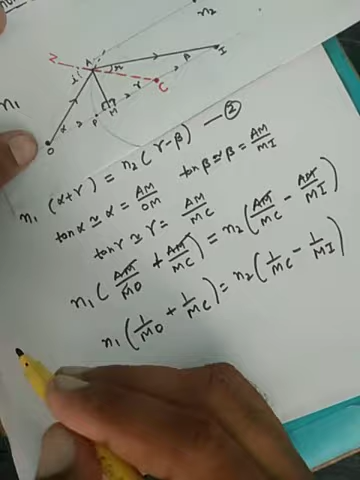 n₂
N
A
i
r
I
n₁
α
γ
β
C
O
P
M
n₁ (α+γ) = n₂ (γ-β) — ②
tan α ≅ α = AM/OM tan β ≅ β = AM/MI
tan γ ≅ γ = AM/MC
n₁ ( AM/MO + AM/MC ) = n₂ ( AM/MC - AM/MI )
n₁ ( 1/MO + 1/MC ) = n₂ ( 1/MC - 1/MI )